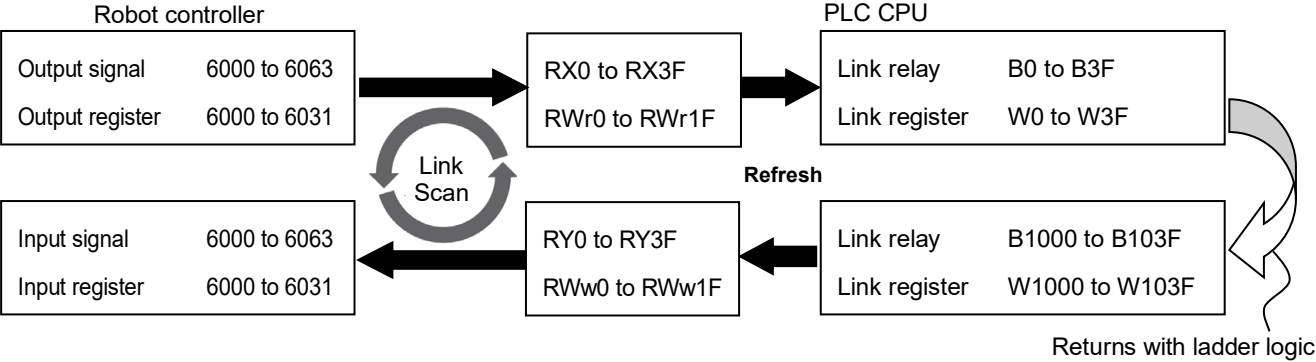 Robot controller
PLC CPU
Output signal 6000 to 6063
Output register 6000 to 6031
RX0 to RX3F
RWr0 to RWr1F
Link relay B0 to B3F
Link register W0 to W3F
Link
Scan
Refresh
Input signal 6000 to 6063
Input register 6000 to 6031
RY0 to RY3F
RWw0 to RWw1F
Link relay B1000 to B103F
Link register W1000 to W103F
Returns with ladder logic